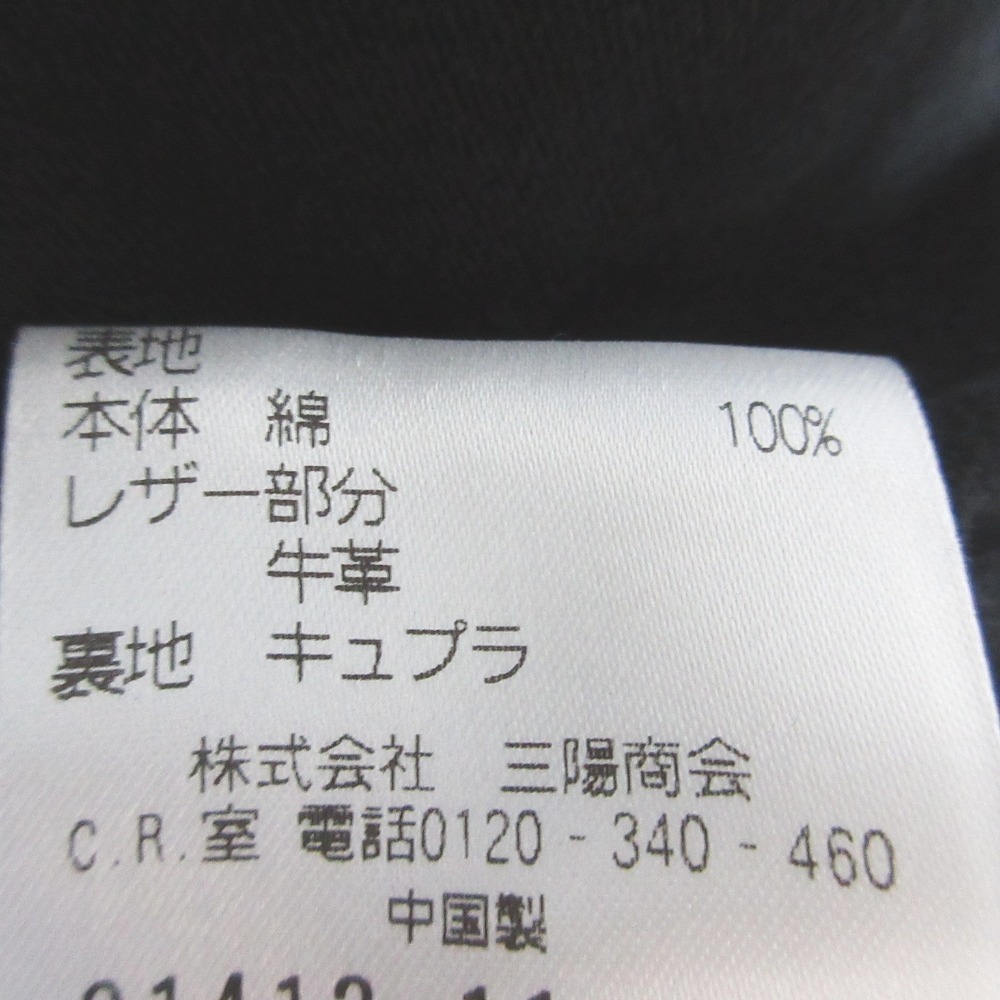 表地
本体 綿 100%
レザー部分
牛革
裏地 キュプラ
株式会社 三陽商会
C.R.室 電話0120-340-460
中国製